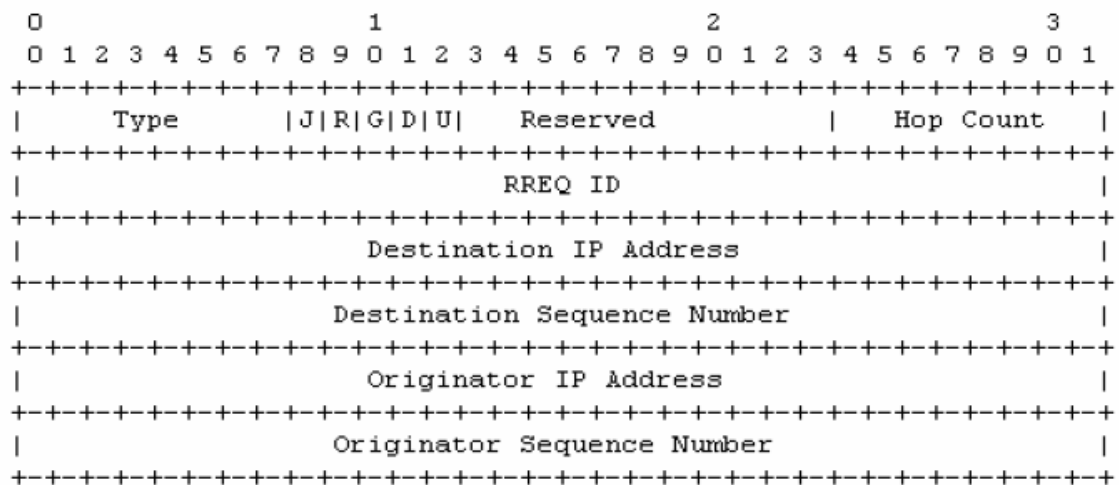 0                   1                   2                   3
0 1 2 3 4 5 6 7 8 9 0 1 2 3 4 5 6 7 8 9 0 1 2 3 4 5 6 7 8 9 0 1
+-+-+-+-+-+-+-+-+-+-+-+-+-+-+-+-+-+-+-+-+-+-+-+-+-+-+-+-+-+-+-+-+
|     Type      |J|R|G|D|U|   Reserved          |   Hop Count   |
+-+-+-+-+-+-+-+-+-+-+-+-+-+-+-+-+-+-+-+-+-+-+-+-+-+-+-+-+-+-+-+-+
|                            RREQ ID                            |
+-+-+-+-+-+-+-+-+-+-+-+-+-+-+-+-+-+-+-+-+-+-+-+-+-+-+-+-+-+-+-+-+
|                    Destination IP Address                     |
+-+-+-+-+-+-+-+-+-+-+-+-+-+-+-+-+-+-+-+-+-+-+-+-+-+-+-+-+-+-+-+-+
|                  Destination Sequence Number                  |
+-+-+-+-+-+-+-+-+-+-+-+-+-+-+-+-+-+-+-+-+-+-+-+-+-+-+-+-+-+-+-+-+
|                    Originator IP Address                      |
+-+-+-+-+-+-+-+-+-+-+-+-+-+-+-+-+-+-+-+-+-+-+-+-+-+-+-+-+-+-+-+-+
|                  Originator Sequence Number                   |
+-+-+-+-+-+-+-+-+-+-+-+-+-+-+-+-+-+-+-+-+-+-+-+-+-+-+-+-+-+-+-+-+